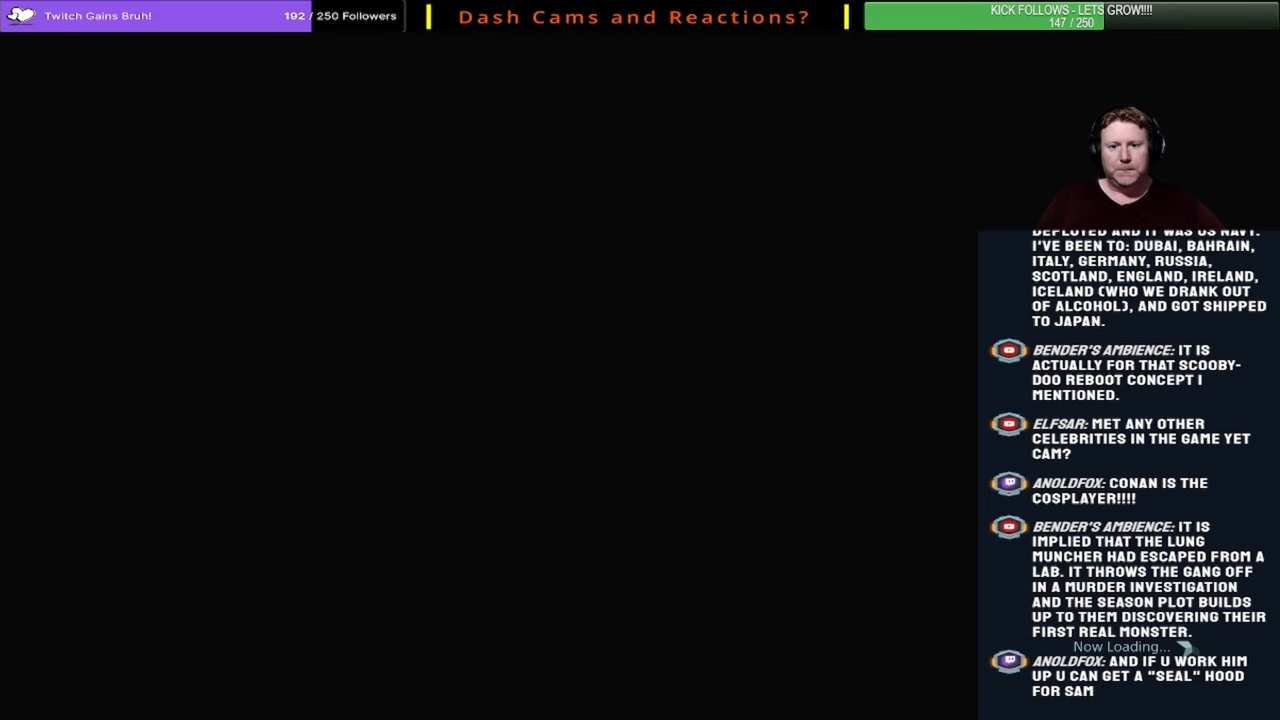 Twitch Gains Bruh!
192 / 250 Followers
Dash Cams and Reactions?
KICK FOLLOWS - LETS GROW!!!!
147 / 250
DEPLOYED AND IT WAS US NAVY.
I'VE BEEN TO: DUBAI, BAHRAIN,
ITALY, GERMANY, RUSSIA,
SCOTLAND, ENGLAND, IRELAND,
ICELAND (WHO WE DRANK OUT
OF ALCOHOL), AND GOT SHIPPED
TO JAPAN.
BENDER'S AMBIENCE: IT IS
ACTUALLY FOR THAT SCOOBY-
DOO REBOOT CONCEPT I
MENTIONED.
ELFSAR: MET ANY OTHER
CELEBRITIES IN THE GAME YET
CAM?
ANOLDFOX: CONAN IS THE
COSPLAYER!!!!
BENDER'S AMBIENCE: IT IS
IMPLIED THAT THE LUNG
MUNCHER HAD ESCAPED FROM A
LAB. IT THROWS THE GANG OFF
IN A MURDER INVESTIGATION
AND THE SEASON PLOT BUILDS
UP TO THEM DISCOVERING THEIR
FIRST REAL MONSTER.
Now Loading...
ANOLDFOX: AND IF U WORK HIM
UP U CAN GET A "SEAL" HOOD
FOR SAM